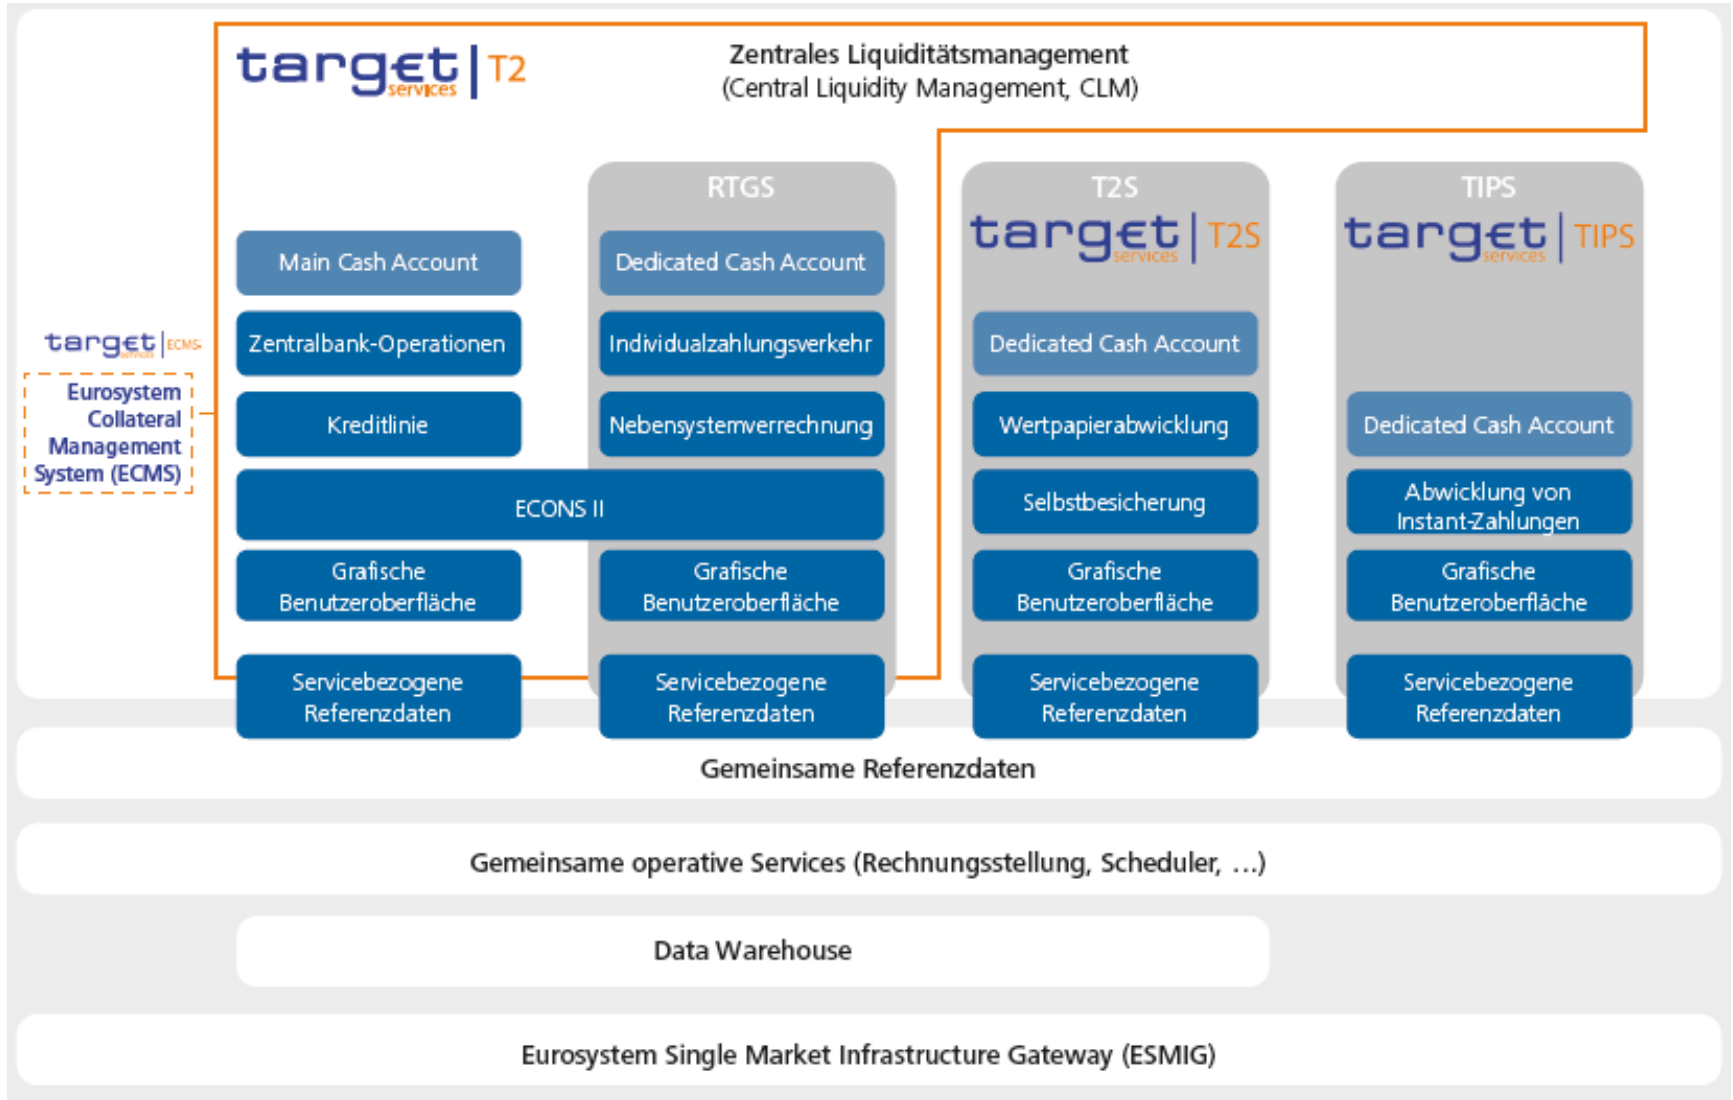 target services | T2
Zentrales Liquiditätsmanagement
(Central Liquidity Management, CLM)
RTGS
T2S
target services | T2S
TIPS
target services | TIPS
target services | ECMS
Eurosystem
Collateral
Management
System (ECMS)
Main Cash Account
Zentralbank-Operationen
Kreditlinie
ECONS II
Grafische
Benutzeroberfläche
Servicebezogene
Referenzdaten
Dedicated Cash Account
Individualzahlungsverkehr
Nebensystemverrechnung
Grafische
Benutzeroberfläche
Servicebezogene
Referenzdaten
Dedicated Cash Account
Wertpapierabwicklung
Selbstbesicherung
Grafische
Benutzeroberfläche
Servicebezogene
Referenzdaten
Dedicated Cash Account
Abwicklung von
Instant-Zahlungen
Grafische
Benutzeroberfläche
Servicebezogene
Referenzdaten
Gemeinsame Referenzdaten
Gemeinsame operative Services (Rechnungsstellung, Scheduler, …)
Data Warehouse
Eurosystem Single Market Infrastructure Gateway (ESMIG)